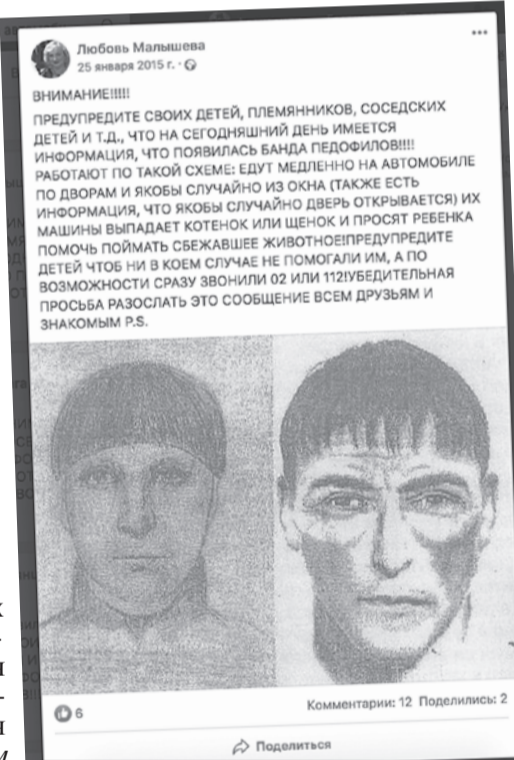 Любовь Малышева
25 января 2015 г. ·
ВНИМАНИЕ!!!!!
ПРЕДУПРЕДИТЕ СВОИХ ДЕТЕЙ, ПЛЕМЯННИКОВ, СОСЕДСКИХ
ДЕТЕЙ И Т.Д., ЧТО НА СЕГОДНЯШНИЙ ДЕНЬ ИМЕЕТСЯ
ИНФОРМАЦИЯ, ЧТО ПОЯВИЛАСЬ БАНДА ПЕДОФИЛОВ!!!!
РАБОТАЮТ ПО ТАКОЙ СХЕМЕ: ЕДУТ МЕДЛЕННО НА АВТОМОБИЛЕ
ПО ДВОРАМ И ЯКОБЫ СЛУЧАЙНО ИЗ ОКНА (ТАКЖЕ ЕСТЬ
ИНФОРМАЦИЯ, ЧТО ЯКОБЫ СЛУЧАЙНО ДВЕРЬ ОТКРЫВАЕТСЯ) ИХ
МАШИНЫ ВЫПАДАЕТ КОТЕНОК ИЛИ ЩЕНОК И ПРОСЯТ РЕБЕНКА
ПОМОЧЬ ПОЙМАТЬ СБЕЖАВШЕЕ ЖИВОТНОЕ!ПРЕДУПРЕДИТЕ
ДЕТЕЙ ЧТОБ НИ В КОЕМ СЛУЧАЕ НЕ ПОМОГАЛИ ИМ, А ПО
ВОЗМОЖНОСТИ СРАЗУ ЗВОНИЛИ 02 ИЛИ 112!УБЕДИТЕЛЬНАЯ
ПРОСЬБА РАЗОСЛАТЬ ЭТО СООБЩЕНИЕ ВСЕМ ДРУЗЬЯМ И
ЗНАКОМЫМ P.S.
6
Комментарии: 12 Поделились: 2
Поделиться